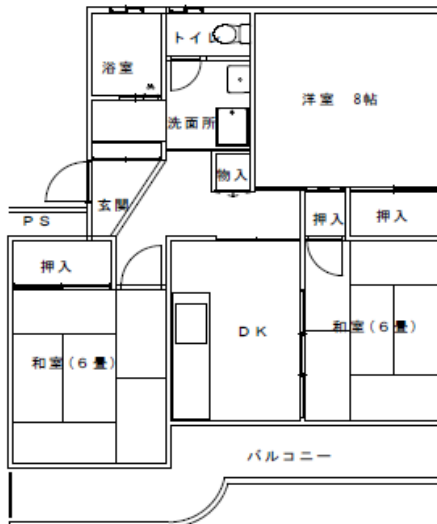 トイレ
浴室
洋室 8帖
洗面所
物入
玄関
押入
押入
PS
押入
DK
和室(6畳)
和室(6畳)
バルコニー